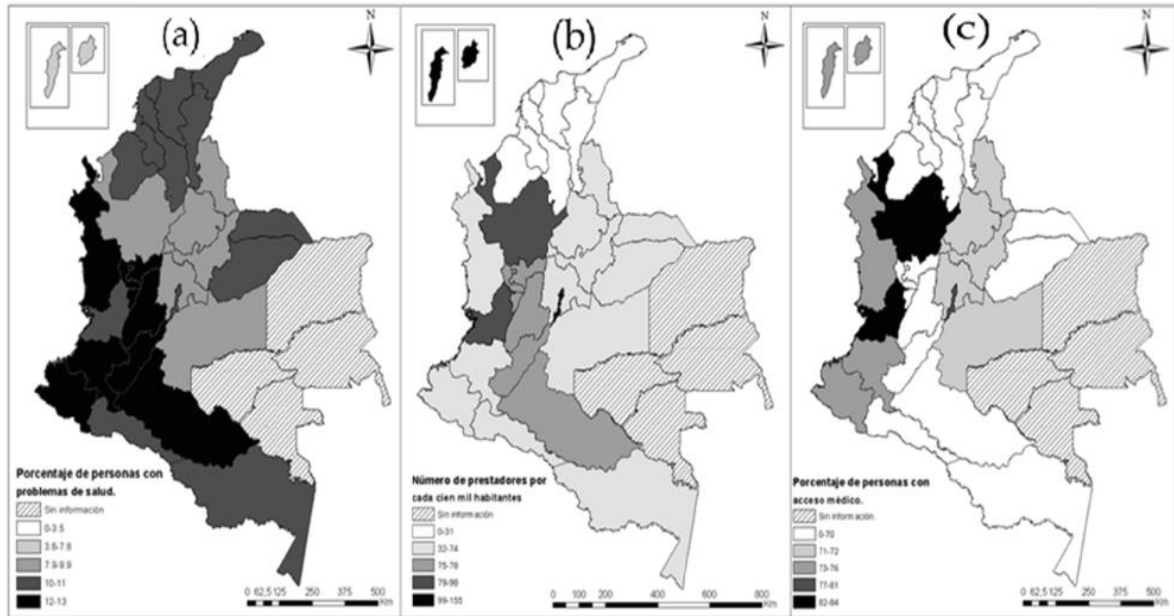 (a)
N
Porcentaje de personas con
problemas de salud.
Sin información
0-3.5
3.6-7.8
7.9-9.9
10-11
12-13
0 62,5 125 250 375 500
Km
(b)
N
Número de prestadores por
cada cien mil habitantes
Sin información
0-31
32-74
75-78
79-98
99-155
0 100 200 400 600 800
Km
(c)
N
Porcentaje de personas con
acceso médico.
Sin información.
0-70
71-72
73-76
77-81
82-84
0 62,5 125 250 375 500
Km